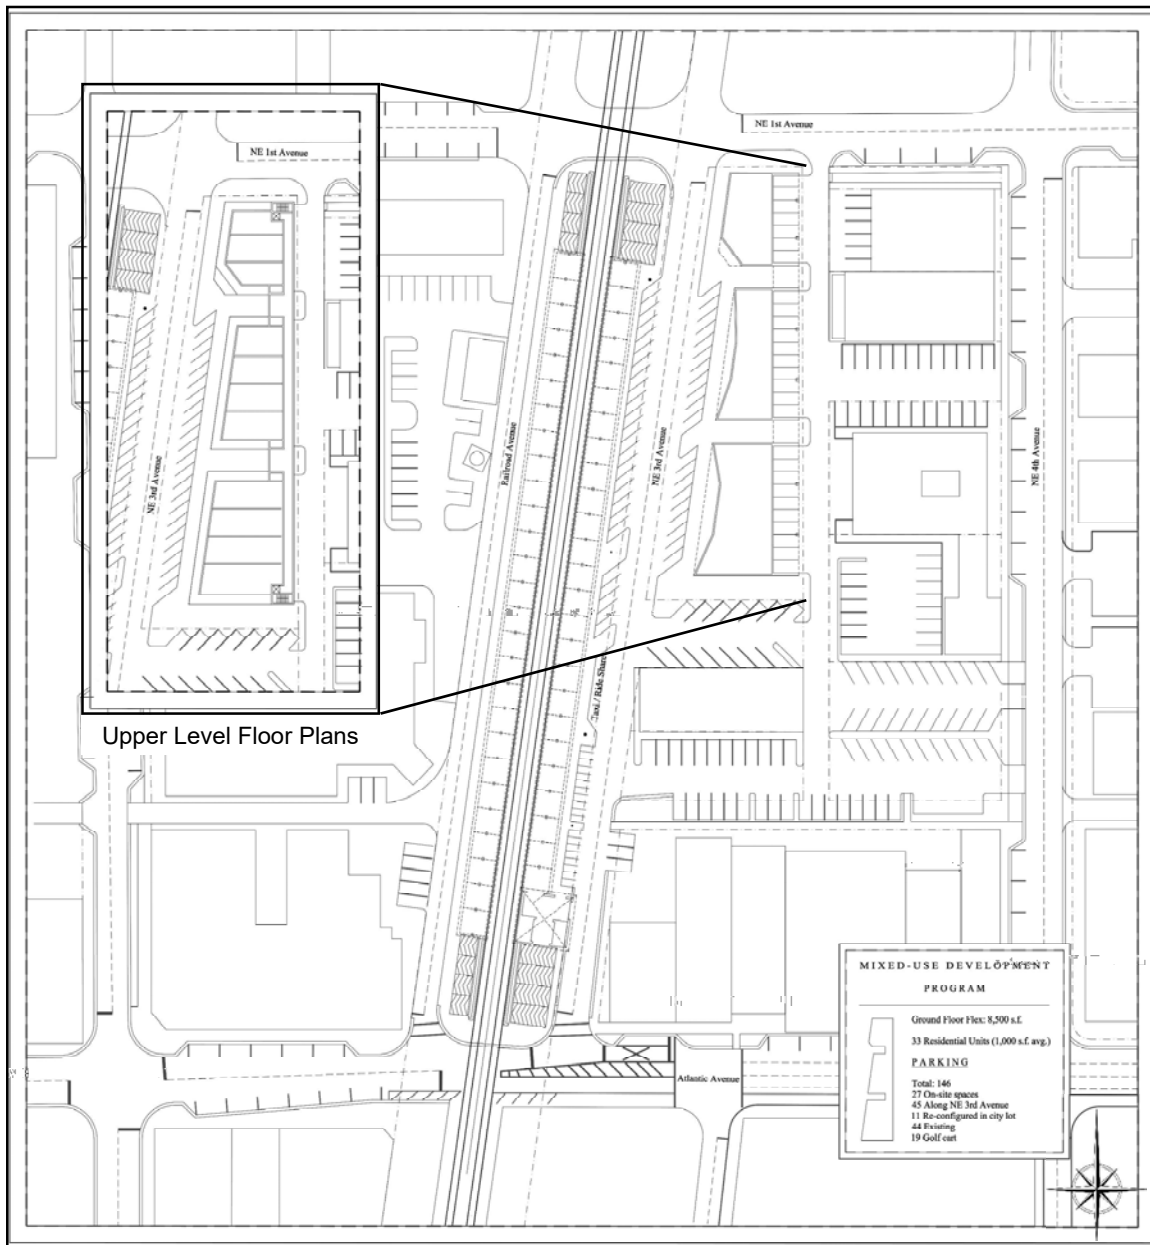 NE 1st Avenue
NE 1st Avenue
NE 3rd Avenue
Railroad Avenue
NE 3rd Avenue
NE 4th Avenue
Taxi / Ride Share
Upper Level Floor Plans
MIXED-USE DEVELOPMENT
PROGRAM
Ground Floor Flex: 8,500 s.f.
33 Residential Units (1,000 s.f. avg.)
PARKING
Total: 146
27 On-site spaces
45 Along NE 3rd Avenue
11 Re-configured in city lot
44 Existing
19 Golf cart
Atlantic Avenue